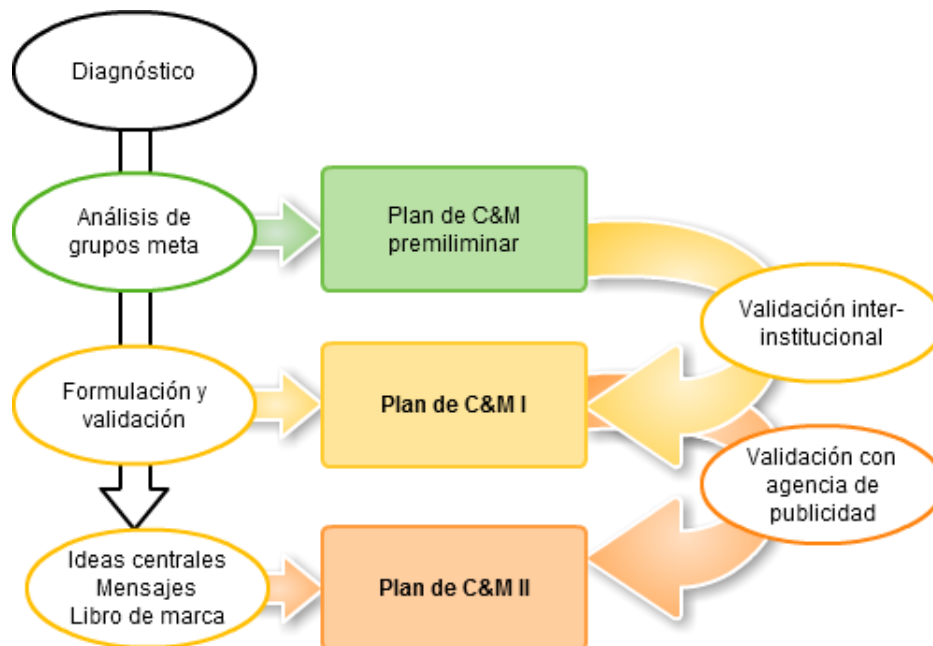 Diagnóstico
Análisis de
grupos meta
Plan de C&M
premiliminar
Validación inter-
institucional
Formulación y
validación
Plan de C&M I
Validación con
agencia de
publicidad
Ideas centrales
Mensajes
Libro de marca
Plan de C&M II